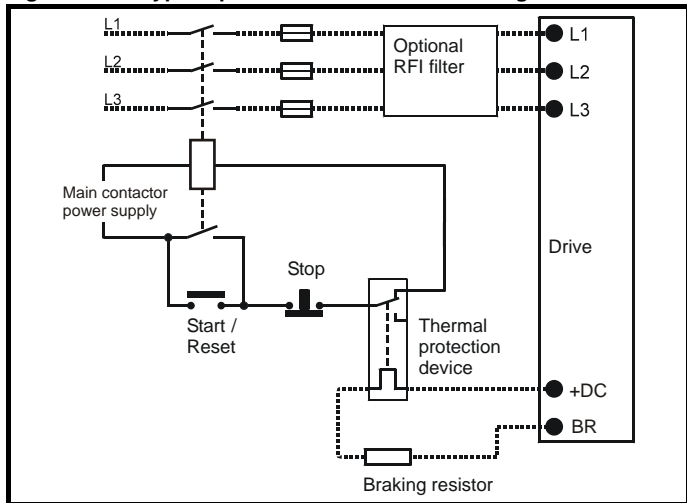 L1
L2
L3
Optional
RFI filter
L1
L2
L3
Main contactor
power supply
Drive
Stop
Start /
Reset
Thermal
protection
device
+DC
BR
Braking resistor